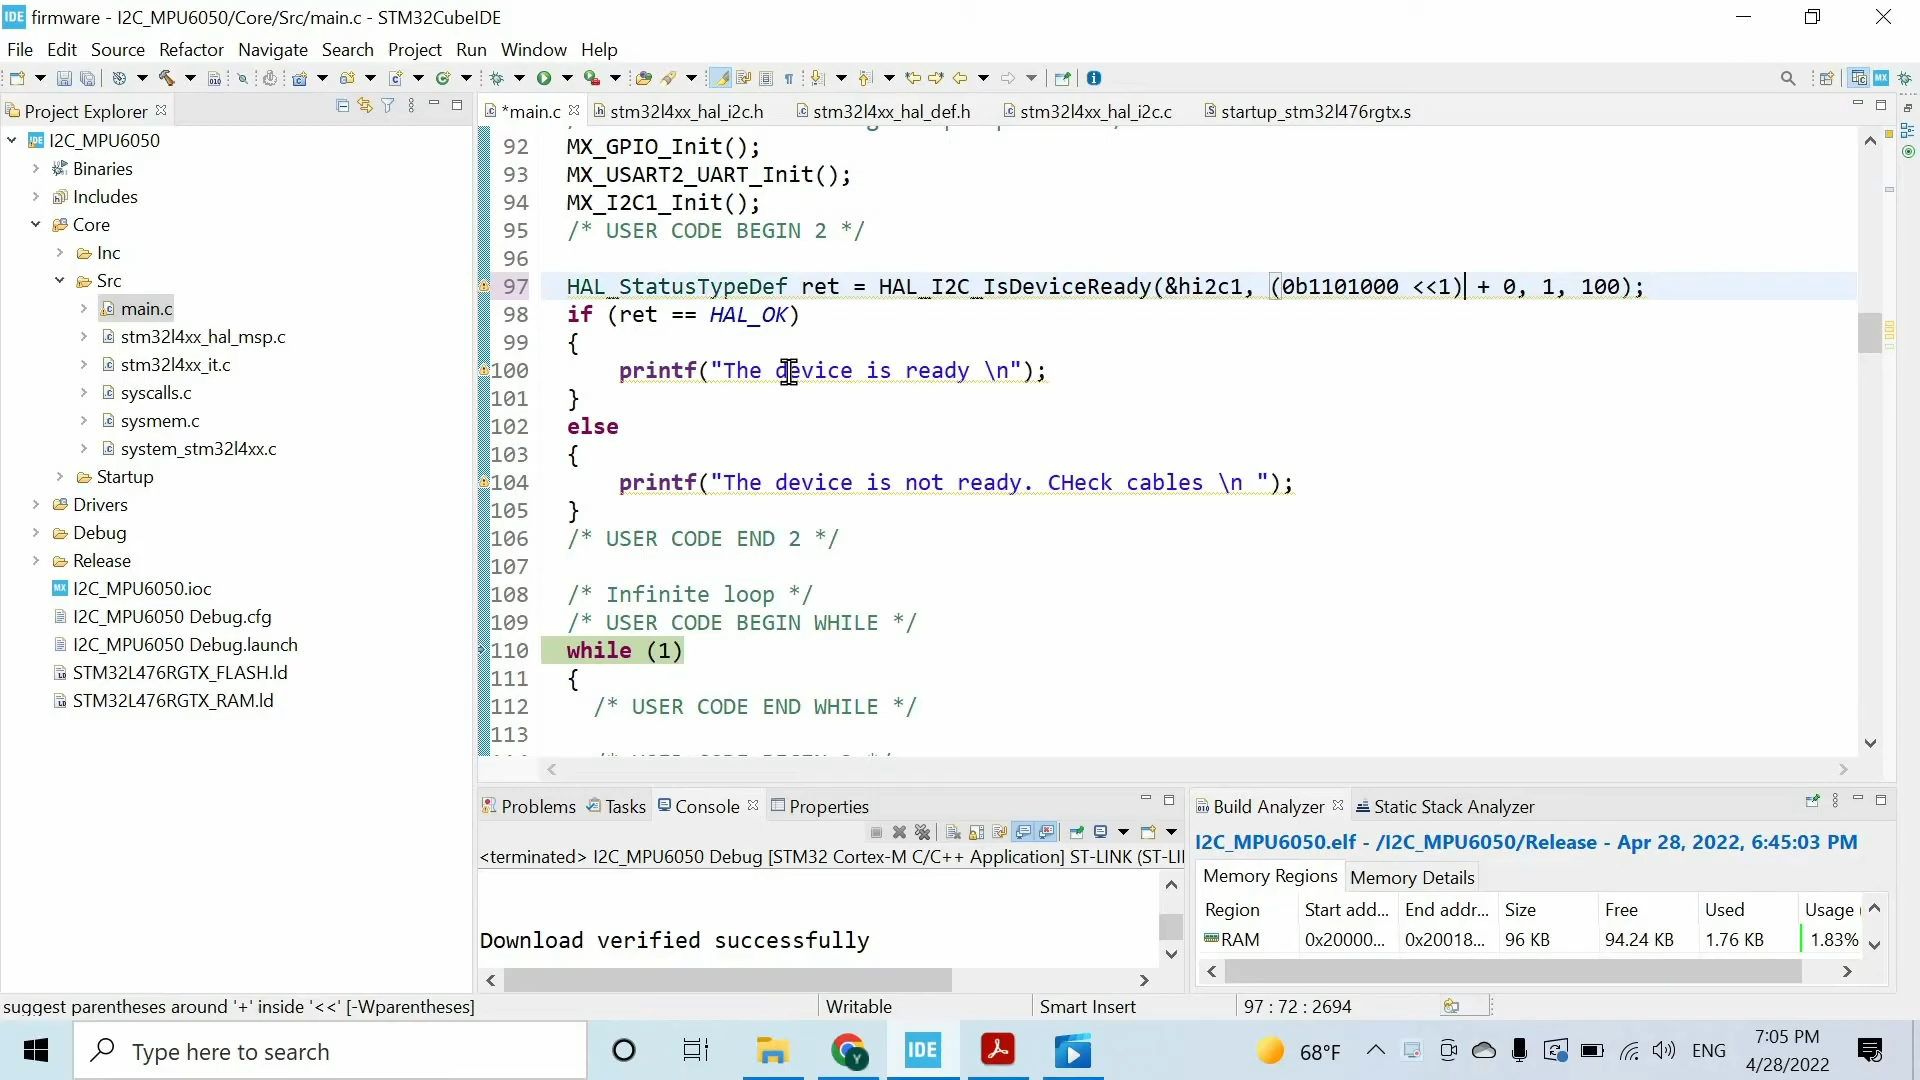 IDE firmware - I2C_MPU6050/Core/Src/main.c - STM32CubeIDE
File Edit Source Refactor Navigate Search Project Run Window Help
Project Explorer
*main.c stm32l4xx_hal_i2c.h stm32l4xx_hal_def.h stm32l4xx_hal_i2c.c startup_stm32l476rgtx.s
I2C_MPU6050
Binaries
Includes
Core
Inc
Src
main.c
stm32l4xx_hal_msp.c
stm32l4xx_it.c
syscalls.c
sysmem.c
system_stm32l4xx.c
Startup
Drivers
Debug
Release
I2C_MPU6050.ioc
I2C_MPU6050 Debug.cfg
I2C_MPU6050 Debug.launch
STM32L476RGTX_FLASH.ld
STM32L476RGTX_RAM.ld
92 MX_GPIO_Init();
93 MX_USART2_UART_Init();
94 MX_I2C1_Init();
95 /* USER CODE BEGIN 2 */
96
97 HAL_StatusTypeDef ret = HAL_I2C_IsDeviceReady(&hi2c1, (0b1101000 <<1) + 0, 1, 100);
98 if (ret == HAL_OK)
99 {
100 printf("The device is ready \n");
101 }
102 else
103 {
104 printf("The device is not ready. CHeck cables \n ");
105 }
106 /* USER CODE END 2 */
107
108 /* Infinite loop */
109 /* USER CODE BEGIN WHILE */
110 while (1)
111 {
112 /* USER CODE END WHILE */
113
Problems Tasks Console Properties
<terminated> I2C_MPU6050 Debug [STM32 Cortex-M C/C++ Application] ST-LINK (ST-LI
Download verified successfully
Build Analyzer Static Stack Analyzer
I2C_MPU6050.elf - /I2C_MPU6050/Release - Apr 28, 2022, 6:45:03 PM
Memory Regions Memory Details
Region Start add... End addr... Size Free Used Usage (
RAM 0x20000... 0x20018... 96 KB 94.24 KB 1.76 KB 1.83%
suggest parentheses around '+' inside '<<' [-Wparentheses] Writable Smart Insert 97 : 72 : 2694
Type here to search
IDE
68°F
ENG
7:05 PM
4/28/2022